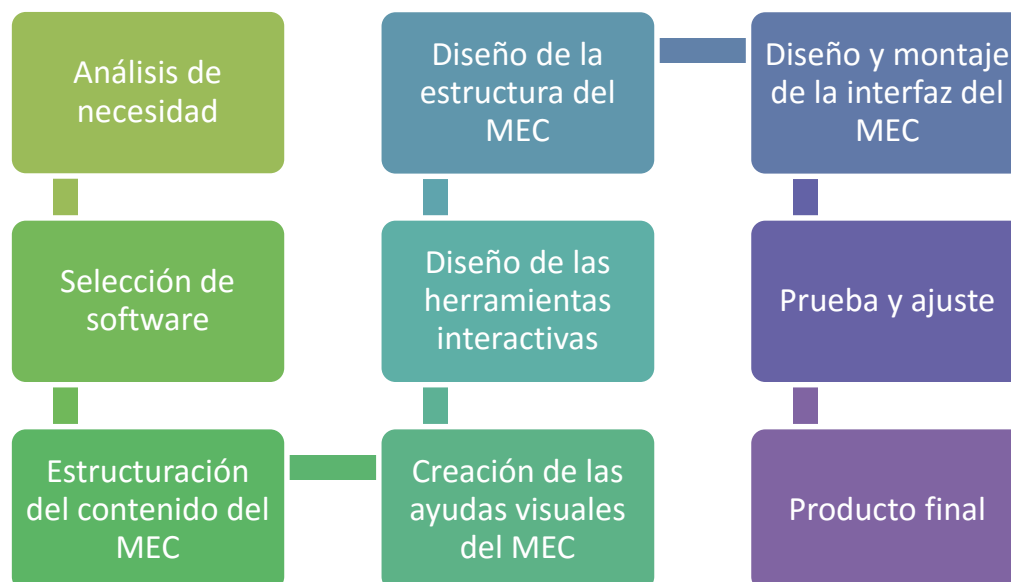 Análisis de
necesidad
Selección de
software
Estructuración
del contenido del
MEC
Creación de las
ayudas visuales
del MEC
Diseño de las
herramientas
interactivas
Diseño de la
estructura del
MEC
Diseño y montaje
de la interfaz del
MEC
Prueba y ajuste
Producto final